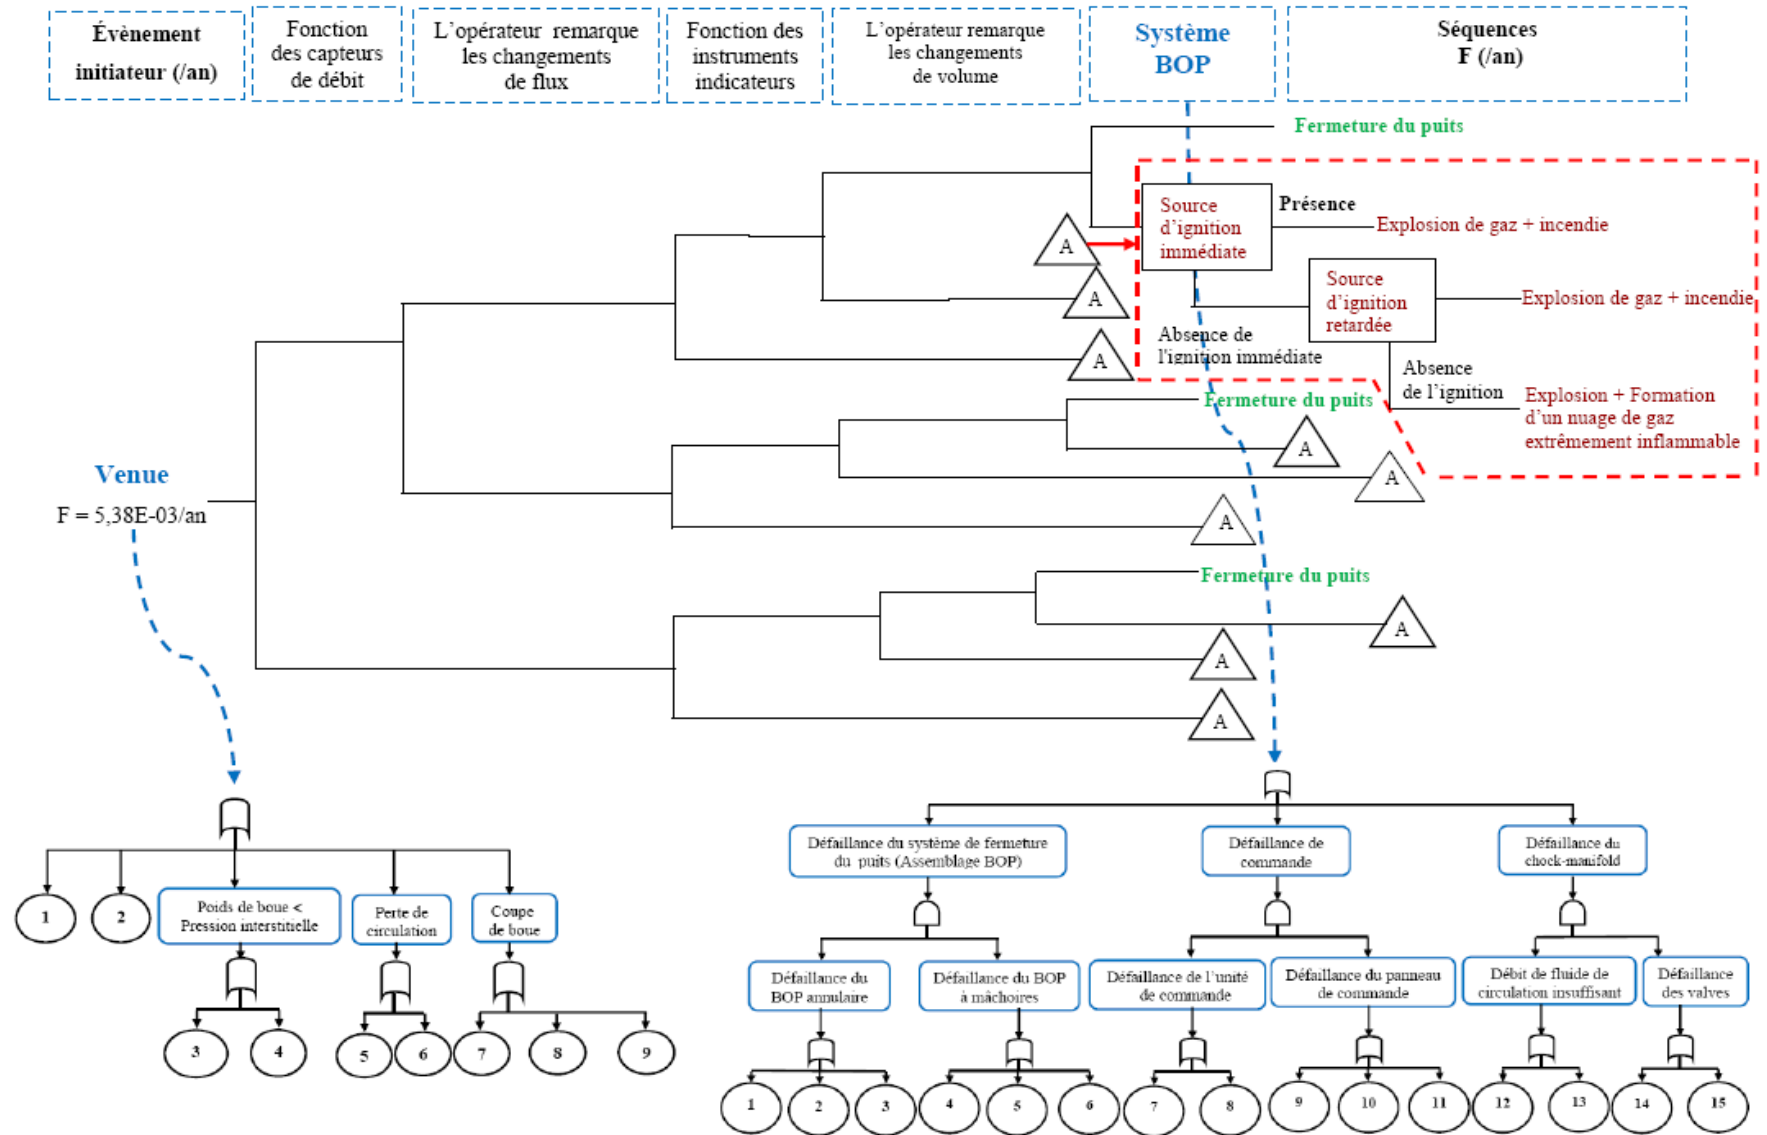 Évènement
initiateur (/an)
Fonction
des capteurs
de débit
L'opérateur remarque
les changements
de flux
Fonction des
instruments
indicateurs
L'opérateur remarque
les changements
de volume
Système
BOP
Séquences
F (/an)
Fermeture du puits
Source
d'ignition
immédiate
Présence
Explosion de gaz + incendie
A
Source
d'ignition
retardée
Explosion de gaz + incendie
A
Absence de
l'ignition immédiate
A
Absence
de l'ignition
Explosion + Formation
d'un nuage de gaz
extrêmement inflammable
Fermeture du puits
A
A
Venue
F = 5,38E-03/an
A
Fermeture du puits
A
A
A
Défaillance du système de fermeture
du puits (Assemblage BOP)
Défaillance de
commande
Défaillance du
chock-manifold
1
2
Poids de boue <
Pression interstitielle
Perte de
circulation
Coupe
de boue
Défaillance du
BOP annulaire
Défaillance du BOP
à mâchoires
Défaillance de l'unité
de commande
Défaillance du panneau
de commande
Débit de fluide de
circulation insuffisant
Défaillance
des valves
3
4
5
6
7
8
9
1
2
3
4
5
6
7
8
9
10
11
12
13
14
15